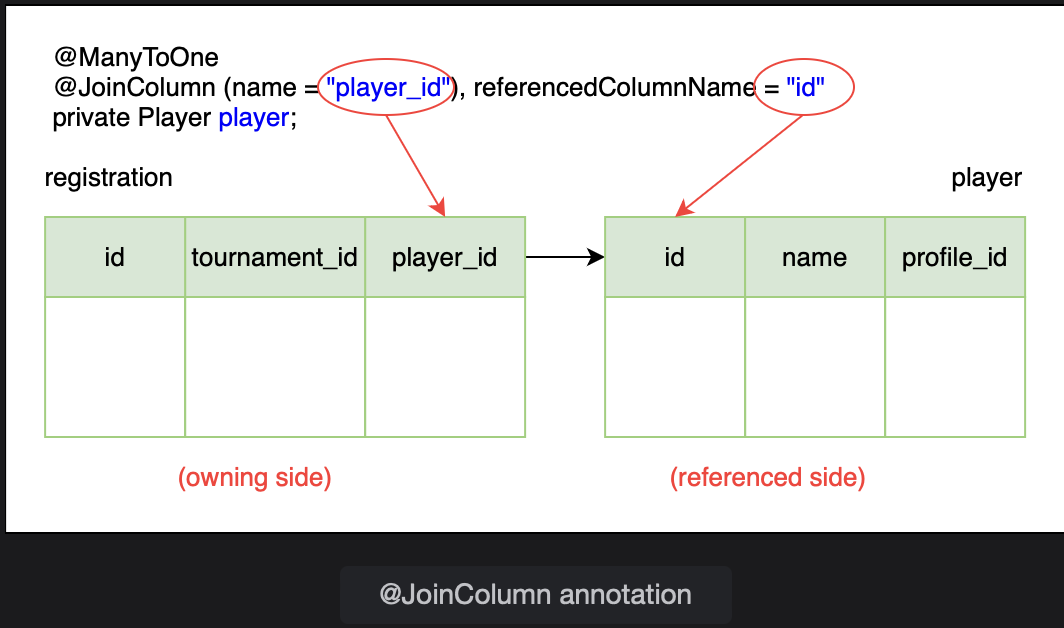 @ManyToOne
@JoinColumn (name = "player_id"), referencedColumnName = "id"
private Player player;
registration
player
id tournament_id player_id
id name profile_id
(owning side)
(referenced side)
@JoinColumn annotation